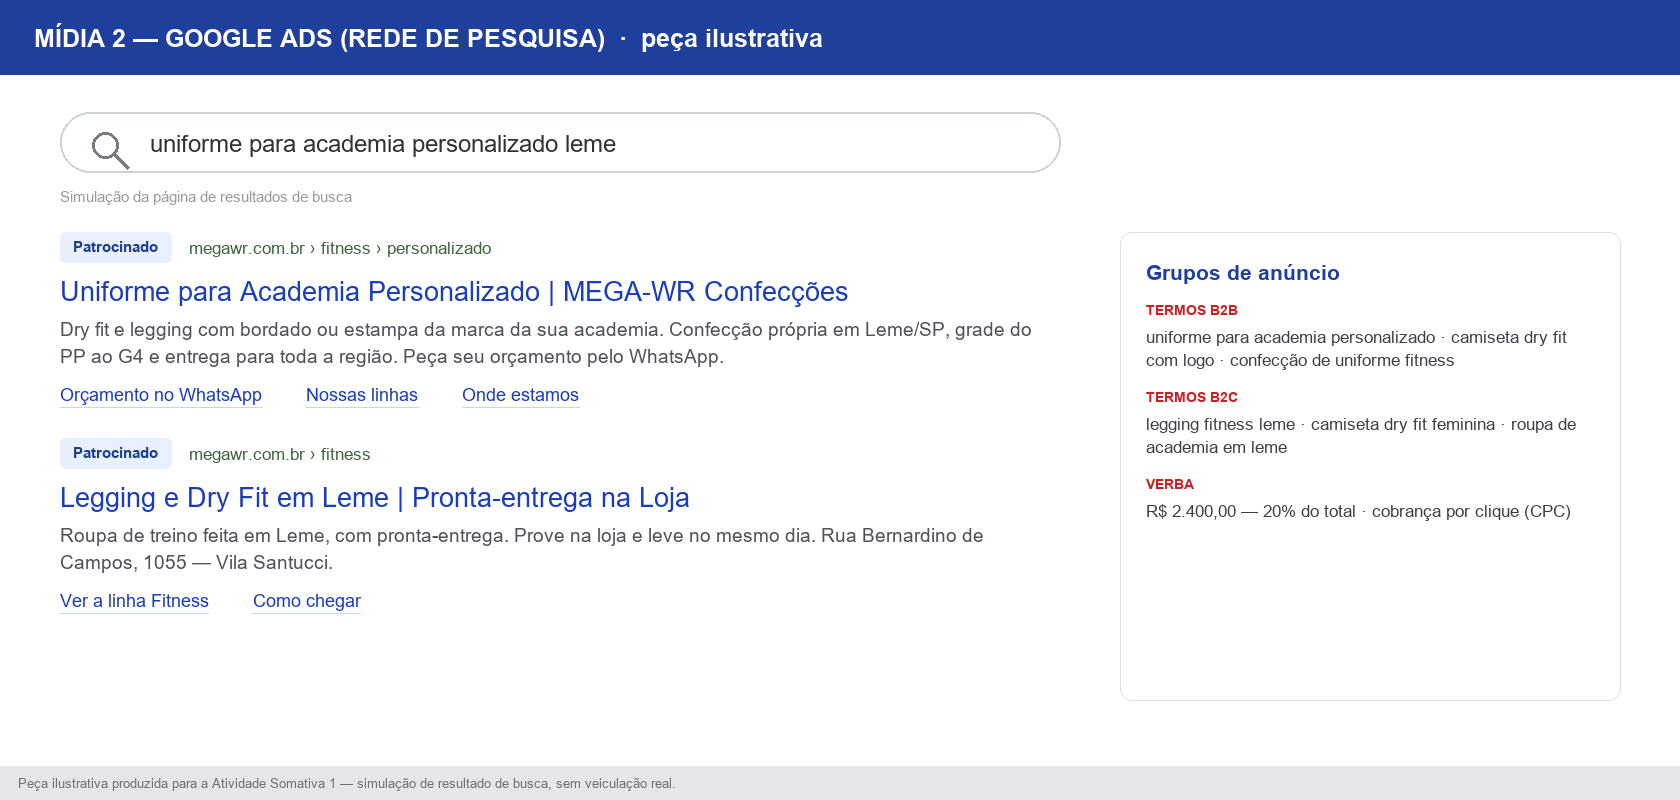 MÍDIA 2 — GOOGLE ADS (REDE DE PESQUISA) · peça ilustrativa
uniforme para academia personalizado leme
Simulação da página de resultados de busca
Patrocinado megawr.com.br › fitness › personalizado
Uniforme para Academia Personalizado | MEGA-WR Confecções
Dry fit e legging com bordado ou estampa da marca da sua academia. Confecção própria em Leme/SP, grade do
PP ao G4 e entrega para toda a região. Peça seu orçamento pelo WhatsApp.
Orçamento no WhatsApp Nossas linhas Onde estamos
Patrocinado megawr.com.br › fitness
Legging e Dry Fit em Leme | Pronta-entrega na Loja
Roupa de treino feita em Leme, com pronta-entrega. Prove na loja e leve no mesmo dia. Rua Bernardino de
Campos, 1055 — Vila Santucci.
Ver a linha Fitness Como chegar
Grupos de anúncio
TERMOS B2B
uniforme para academia personalizado · camiseta dry fit
com logo · confecção de uniforme fitness
TERMOS B2C
legging fitness leme · camiseta dry fit feminina · roupa de
academia em leme
VERBA
R$ 2.400,00 — 20% do total · cobrança por clique (CPC)
Peça ilustrativa produzida para a Atividade Somativa 1 — simulação de resultado de busca, sem veiculação real.